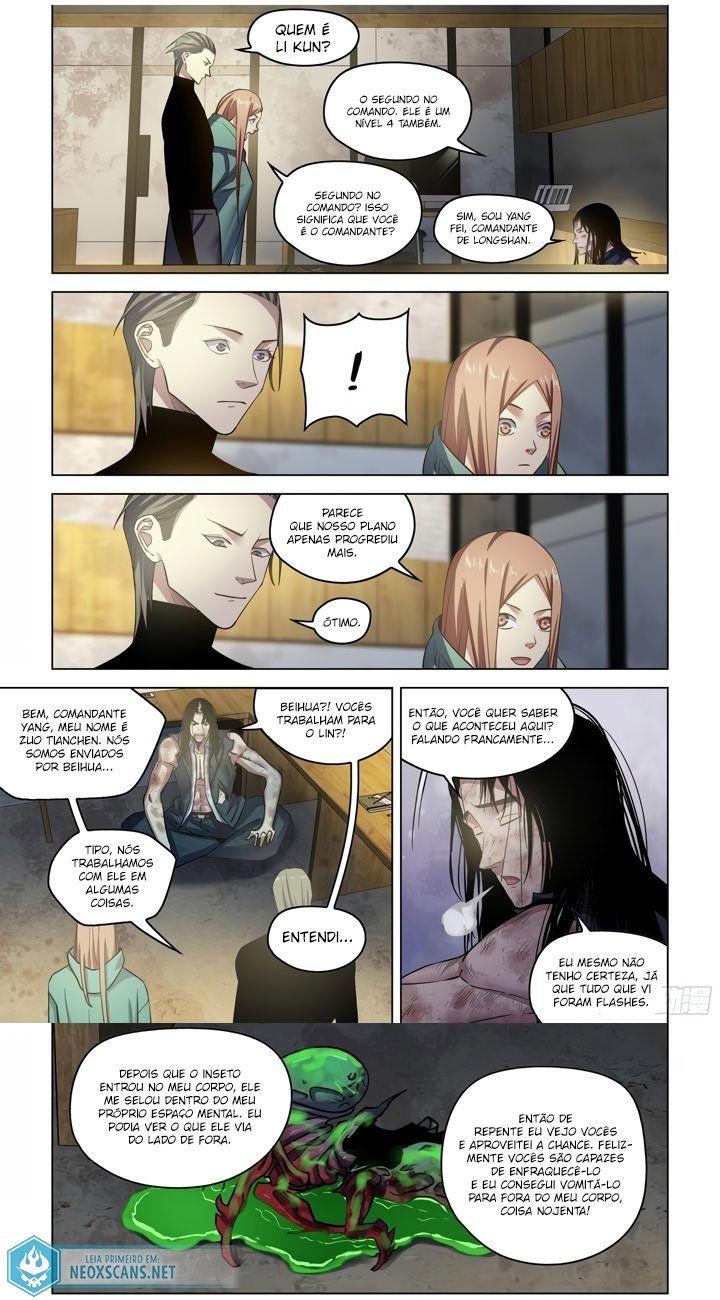 QUEM É
LI KUN?
O SEGUNDO NO
COMANDO. ELE É UM
NÍVEL 4 TAMBÉM.
SEGUNDO NO
COMANDO? ISSO
SIGNIFICA QUE VOCÊ
É O COMANDANTE?
SIM, SOU YANG
FEI, COMANDANTE
DE LONGSHAN.
!
PARECE
QUE NOSSO PLANO
APENAS PROGREDIU
MAIS.
ÓTIMO.
BEM, COMANDANTE
YANG, MEU NOME É
ZUO TIANCHEN. NÓS
SOMOS ENVIADOS
POR BEIHUA...
BEIHUA?! VOCÊS
TRABALHAM PARA
O LIN?!
TIPO, NÓS
TRABALHAMOS
COM ELE EM
ALGUMAS
COISAS.
ENTENDI...
ENTÃO, VOCÊ QUER SABER
O QUE ACONTECEU AQUI?
FALANDO FRANCAMENTE...
EU MESMO NÃO
TENHO CERTEZA, JÁ
QUE TUDO QUE VI
FORAM FLASHES.
DEPOIS QUE O INSETO
ENTROU NO MEU CORPO, ELE
ME SELOU DENTRO DO MEU
PRÓPRIO ESPAÇO MENTAL. EU
PODIA VER O QUE ELE VIA
DO LADO DE FORA.
ENTÃO DE
REPENTE EU VEJO VOCÊS
E APROVEITEI A CHANCE. FELIZ-
MENTE VOCÊS SÃO CAPAZES
DE ENFRAQUECÊ-LO
E EU CONSEGUI VOMITÁ-LO
PARA FORA DO MEU CORPO,
COISA NOJENTA!
LEIA PRIMEIRO EM:
NEOXSCANS.NET